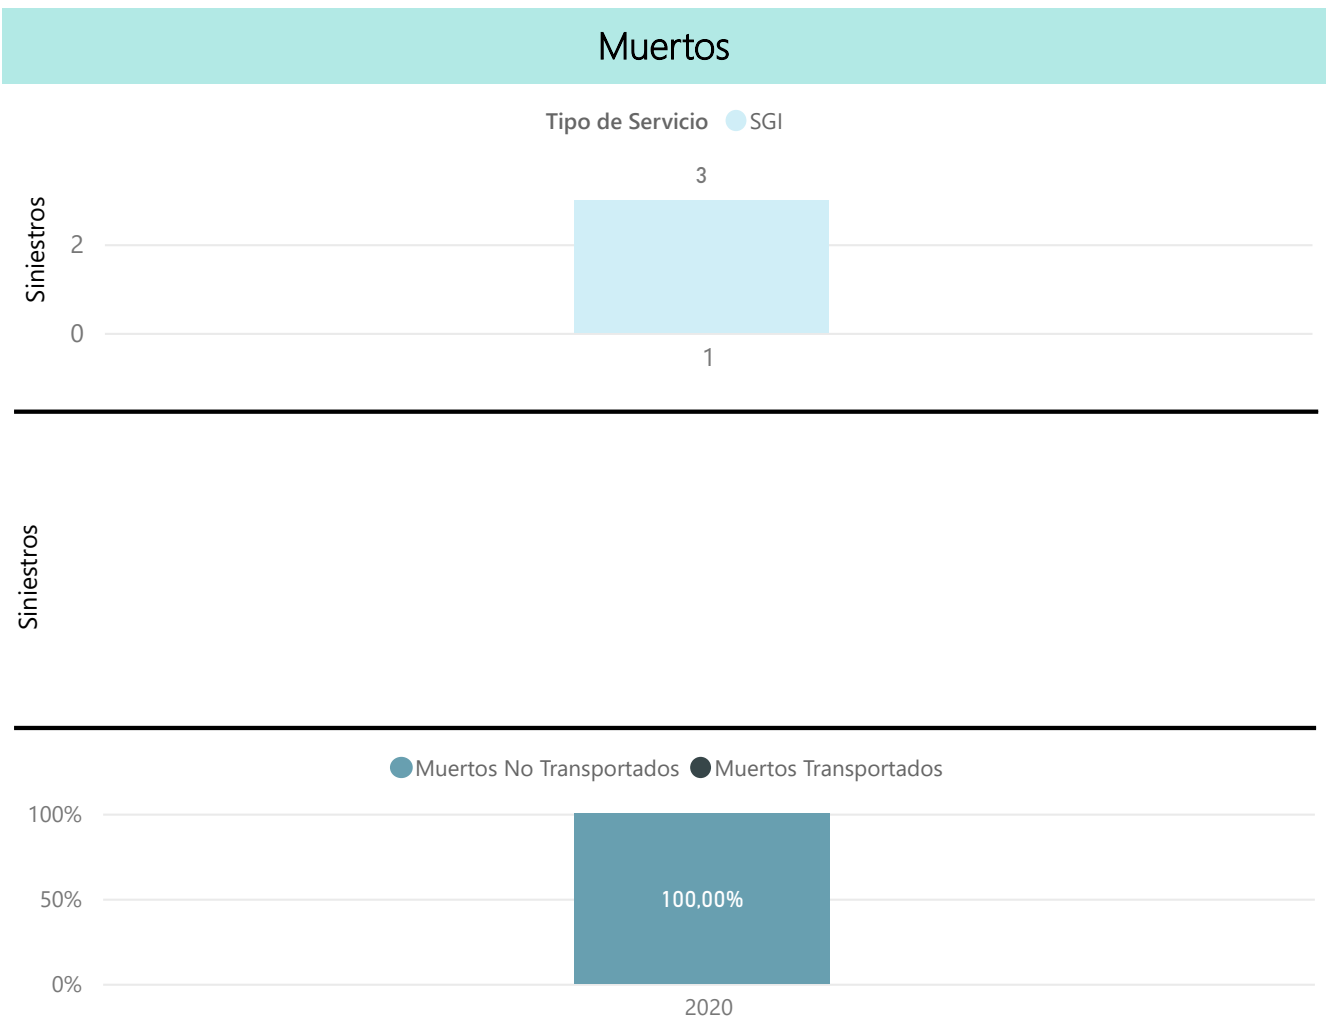 Muertos
Tipo de Servicio SGI
3
Siniestros
2
0
1
Siniestros
Muertos No Transportados Muertos Transportados
100%
50%
100,00%
0%
2020